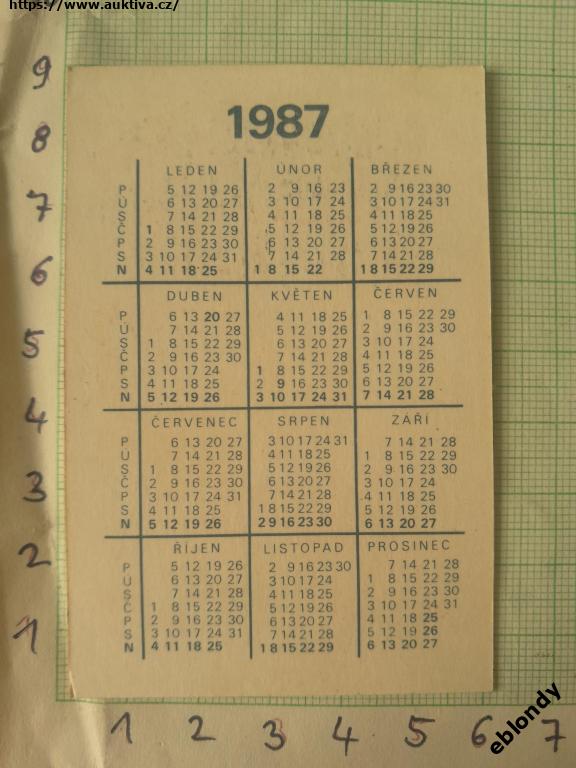 https://www.auktiva.cz/
1987
LEDEN ÚNOR BŘEZEN
P 5 12 19 26 2 9 16 23 2 9 16 23 30
Ú 6 13 20 27 3 10 17 24 3 10 17 24 31
S 7 14 21 28 4 11 18 25 4 11 18 25
Č 1 8 15 22 29 5 12 19 26 5 12 19 26
P 2 9 16 23 30 6 13 20 27 6 13 20 27
S 3 10 17 24 31 7 14 21 28 7 14 21 28
N 4 11 18 25 1 8 15 22 1 8 15 22 29
DUBEN KVĚTEN ČERVEN
P 6 13 20 27 4 11 18 25 1 8 15 22 29
Ú 7 14 21 28 5 12 19 26 2 9 16 23 30
S 1 8 15 22 29 6 13 20 27 3 10 17 24
Č 2 9 16 23 30 7 14 21 28 4 11 18 25
P 3 10 17 24 1 8 15 22 29 5 12 19 26
S 4 11 18 25 2 9 16 23 30 6 13 20 27
N 5 12 19 26 3 10 17 24 31 7 14 21 28
ČERVENEC SRPEN ZÁŘÍ
P 6 13 20 27 3 10 17 24 31 7 14 21 28
Ú 7 14 21 28 4 11 18 25 1 8 15 22 29
S 1 8 15 22 29 5 12 19 26 2 9 16 23 30
Č 2 9 16 23 30 6 13 20 27 3 10 17 24
P 3 10 17 24 31 7 14 21 28 4 11 18 25
S 4 11 18 25 1 8 15 22 29 5 12 19 26
N 5 12 19 26 2 9 16 23 30 6 13 20 27
ŘÍJEN LISTOPAD PROSINEC
P 5 12 19 26 2 9 16 23 30 7 14 21 28
Ú 6 13 20 27 3 10 17 24 1 8 15 22 29
S 7 14 21 28 4 11 18 25 2 9 16 23 30
Č 1 8 15 22 29 5 12 19 26 3 10 17 24 31
P 2 9 16 23 30 6 13 20 27 4 11 18 25
S 3 10 17 24 31 7 14 21 28 5 12 19 26
N 4 11 18 25 1 8 15 22 29 6 13 20 27
9
8
7
6
5
4
3
2
1
1 2 3 4 5 6 7
eblondy